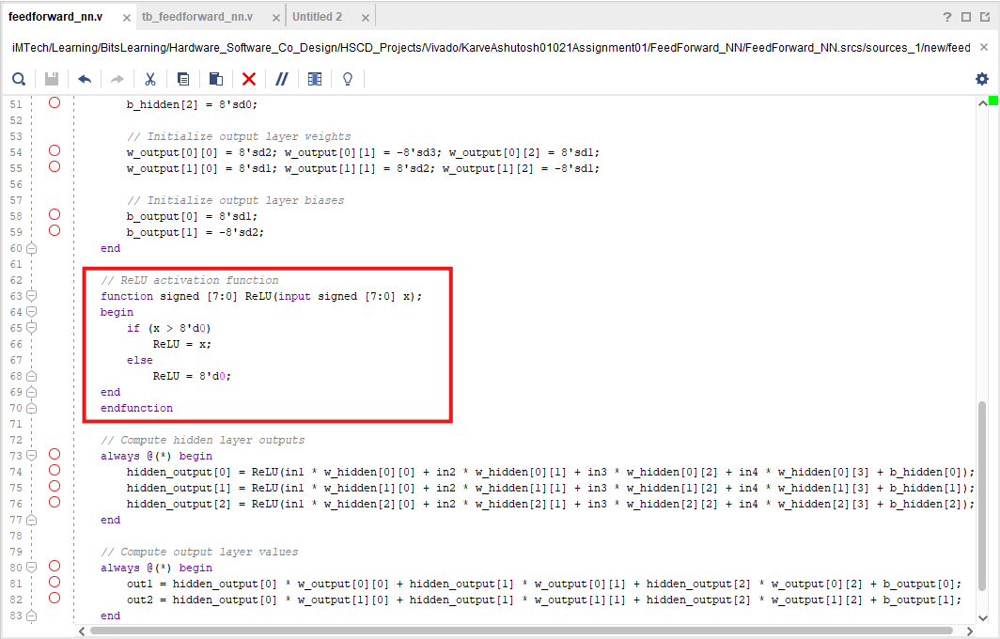 feedforward_nn.v × tb_feedforward_nn.v × Untitled 2 × ?
iMTech/Learning/BitsLearning/Hardware_Software_Co_Design/HSCD_Projects/Vivado/KarveAshutosh01021Assignment01/FeedForward_NN/FeedForward_NN.srcs/sources_1/new/feed ×
51 b_hidden[2] = 8'sd0;
52
53 // Initialize output layer weights
54 w_output[0][0] = 8'sd2; w_output[0][1] = -8'sd3; w_output[0][2] = 8'sd1;
55 w_output[1][0] = 8'sd1; w_output[1][1] = 8'sd2; w_output[1][2] = -8'sd1;
56
57 // Initialize output layer biases
58 b_output[0] = 8'sd1;
59 b_output[1] = -8'sd2;
60 end
61
62 // ReLU activation function
63 function signed [7:0] ReLU(input signed [7:0] x);
64 begin
65 if (x > 8'd0)
66 ReLU = x;
67 else
68 ReLU = 8'd0;
69 end
70 endfunction
71
72 // Compute hidden layer outputs
73 always @(*) begin
74 hidden_output[0] = ReLU(in1 * w_hidden[0][0] + in2 * w_hidden[0][1] + in3 * w_hidden[0][2] + in4 * w_hidden[0][3] + b_hidden[0]);
75 hidden_output[1] = ReLU(in1 * w_hidden[1][0] + in2 * w_hidden[1][1] + in3 * w_hidden[1][2] + in4 * w_hidden[1][3] + b_hidden[1]);
76 hidden_output[2] = ReLU(in1 * w_hidden[2][0] + in2 * w_hidden[2][1] + in3 * w_hidden[2][2] + in4 * w_hidden[2][3] + b_hidden[2]);
77 end
78
79 // Compute output layer values
80 always @(*) begin
81 out1 = hidden_output[0] * w_output[0][0] + hidden_output[1] * w_output[0][1] + hidden_output[2] * w_output[0][2] + b_output[0];
82 out2 = hidden_output[0] * w_output[1][0] + hidden_output[1] * w_output[1][1] + hidden_output[2] * w_output[1][2] + b_output[1];
83 end